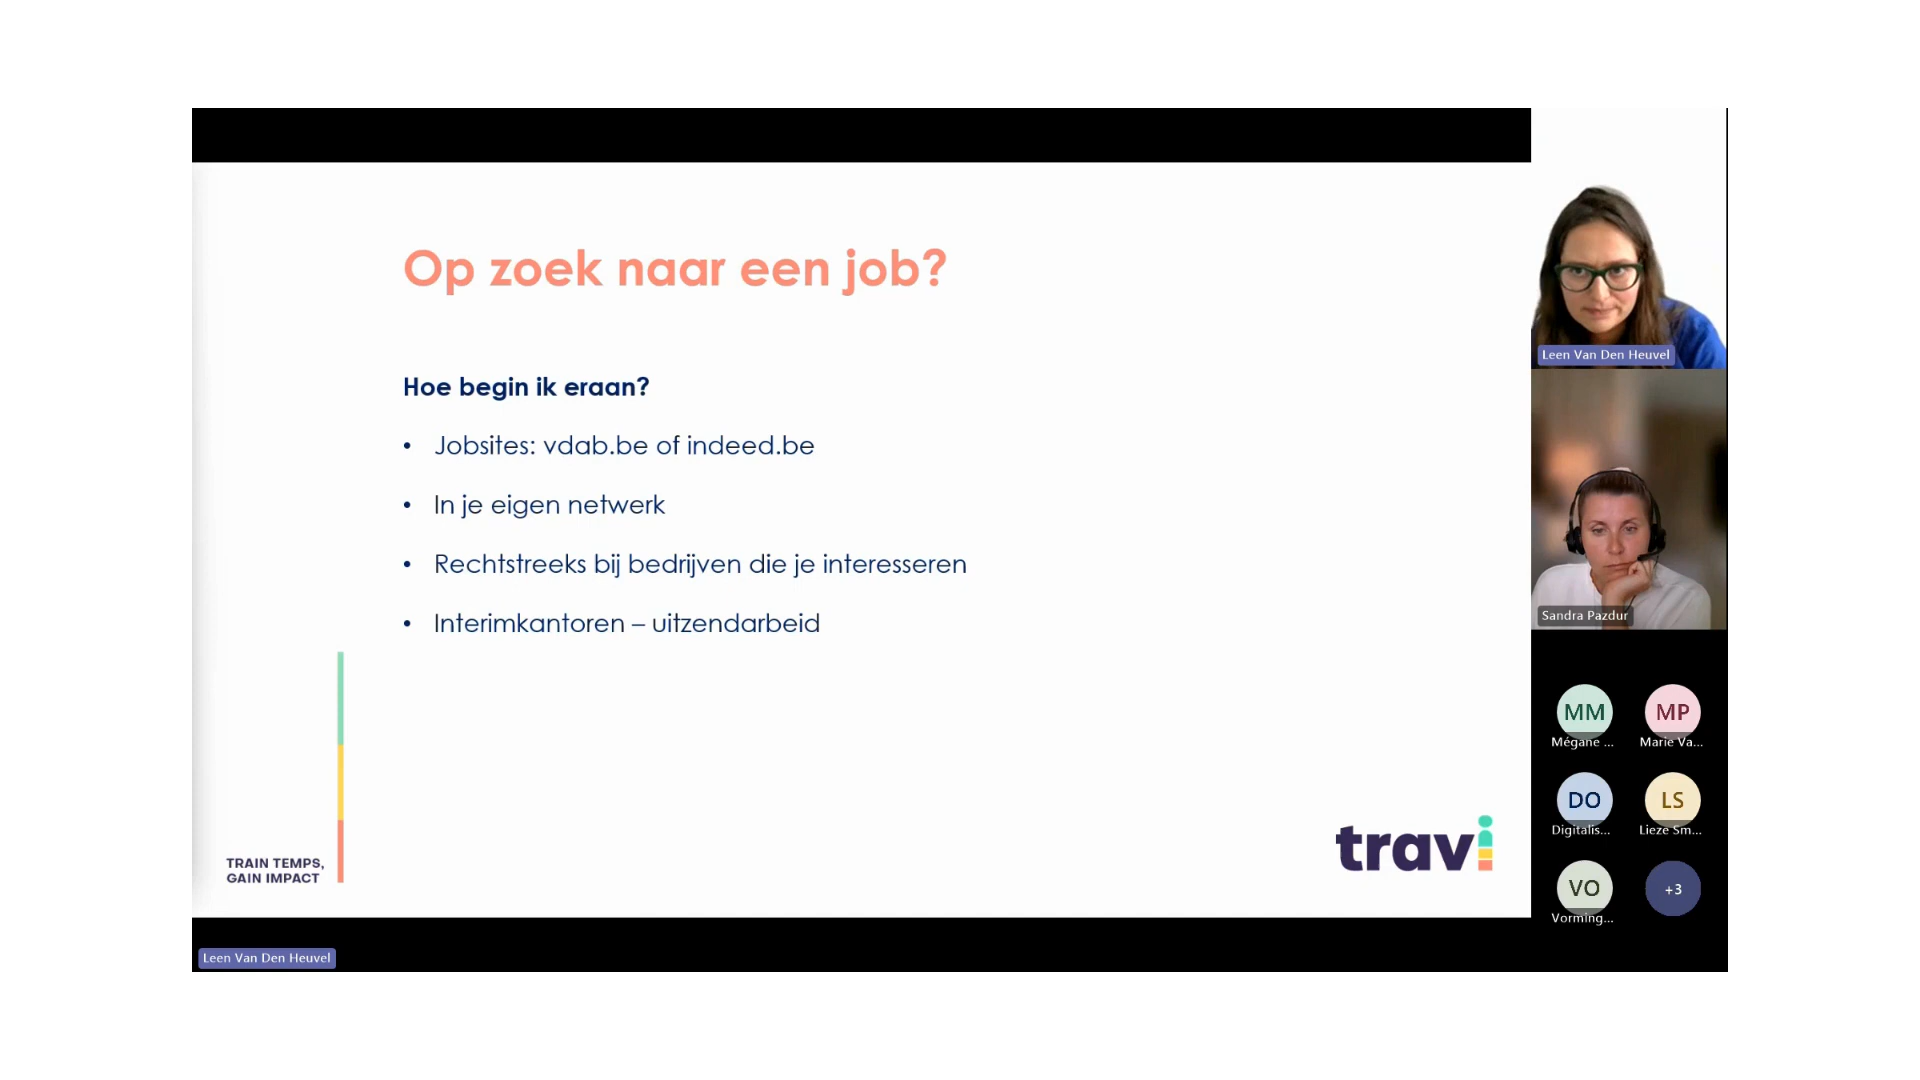 Op zoek naar een job?
Hoe begin ik eraan?
• Jobsites: vdab.be of indeed.be
• In je eigen netwerk
• Rechtstreeks bij bedrijven die je interesseren
• Interimkantoren – uitzendarbeid
TRAIN TEMPS,
GAIN IMPACT
travi
Leen Van Den Heuvel
Leen Van Den Heuvel
Sandra Pazdur
MM
Mégane ...
MP
Marie Va...
DO
Digitalis...
LS
Lieze Sm...
VO
Vorming...
+3